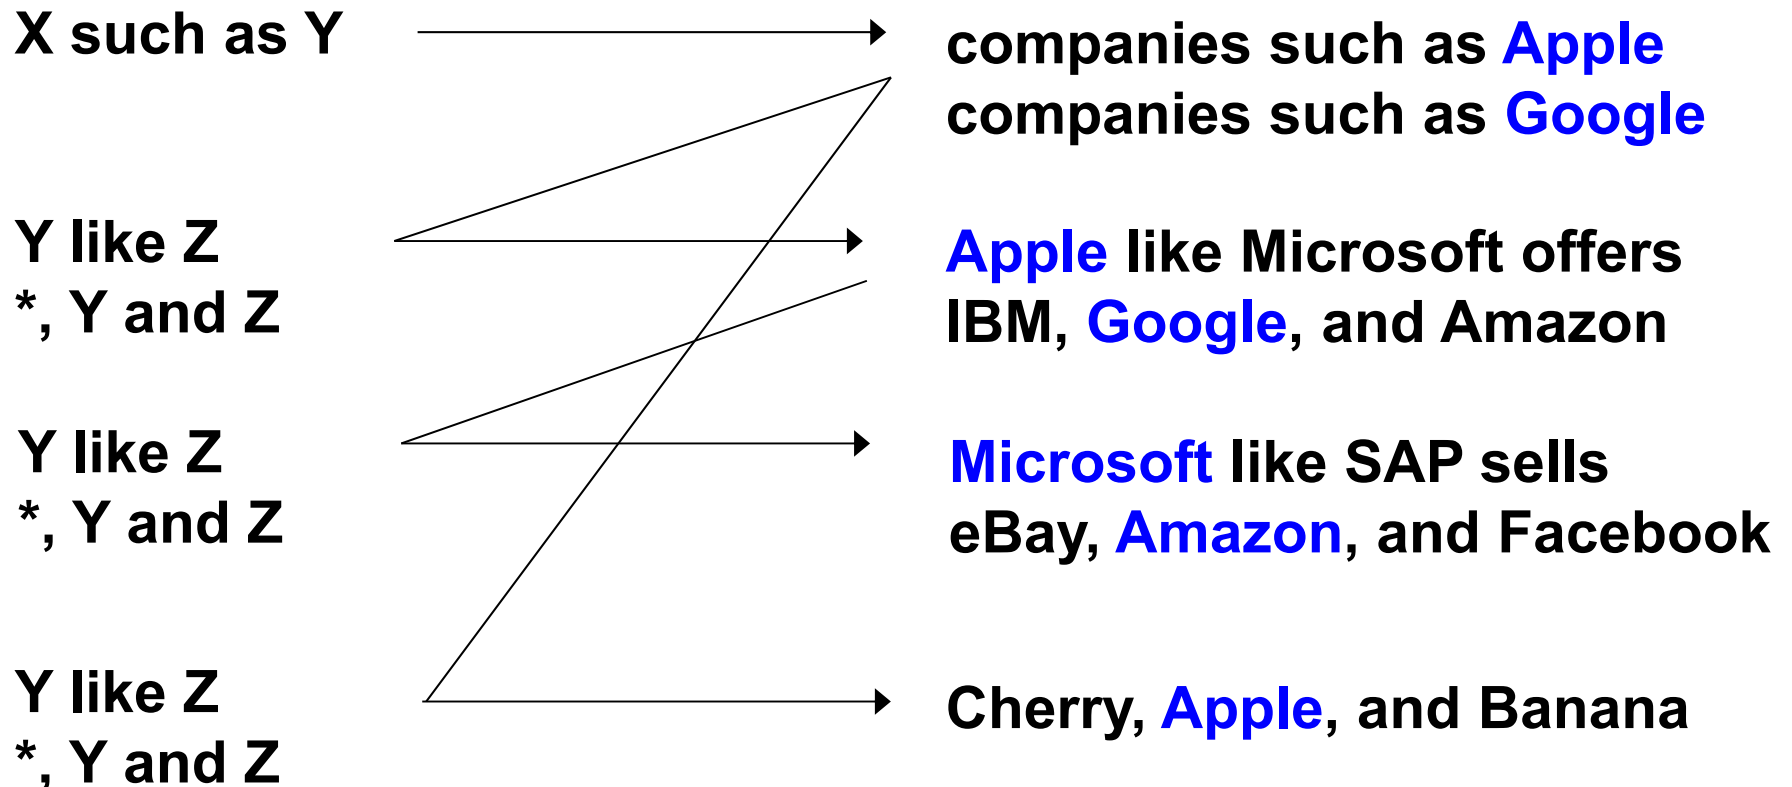 X such as Y
companies such as Apple
companies such as Google
Y like Z
*, Y and Z
Apple like Microsoft offers
IBM, Google, and Amazon
Y like Z
*, Y and Z
Microsoft like SAP sells
eBay, Amazon, and Facebook
Y like Z
*, Y and Z
Cherry, Apple, and Banana